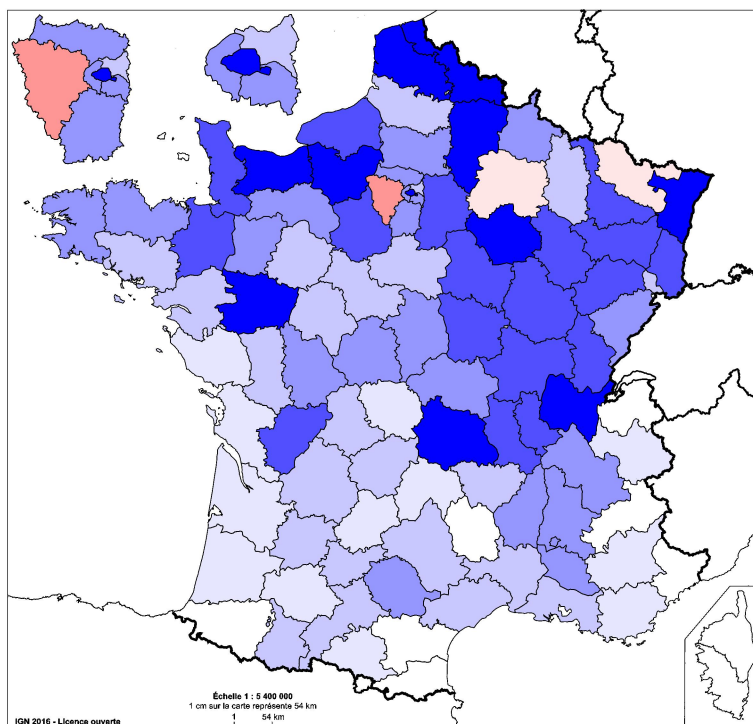 Échelle 1 : 5 400 000
1 cm sur la carte représente 54 km
1 54 km
IGN 2016 - Licence ouverte